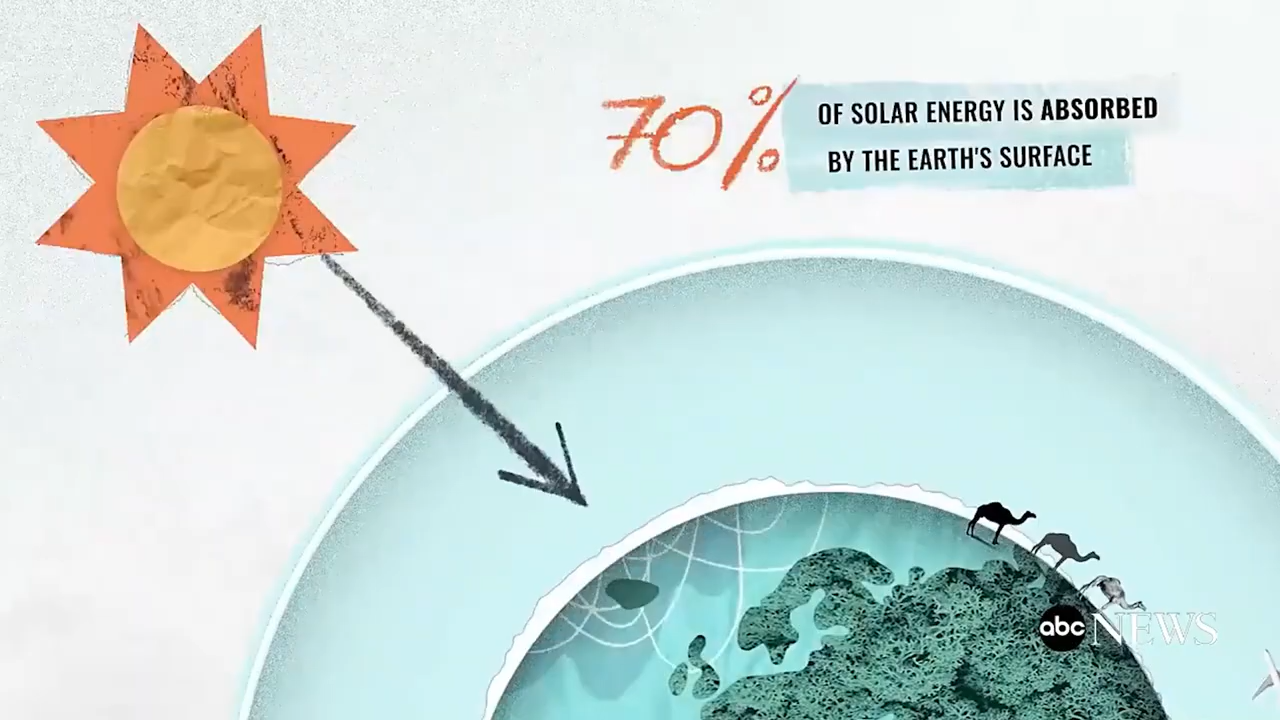 70% OF SOLAR ENERGY IS ABSORBED
BY THE EARTH'S SURFACE
abc NEWS